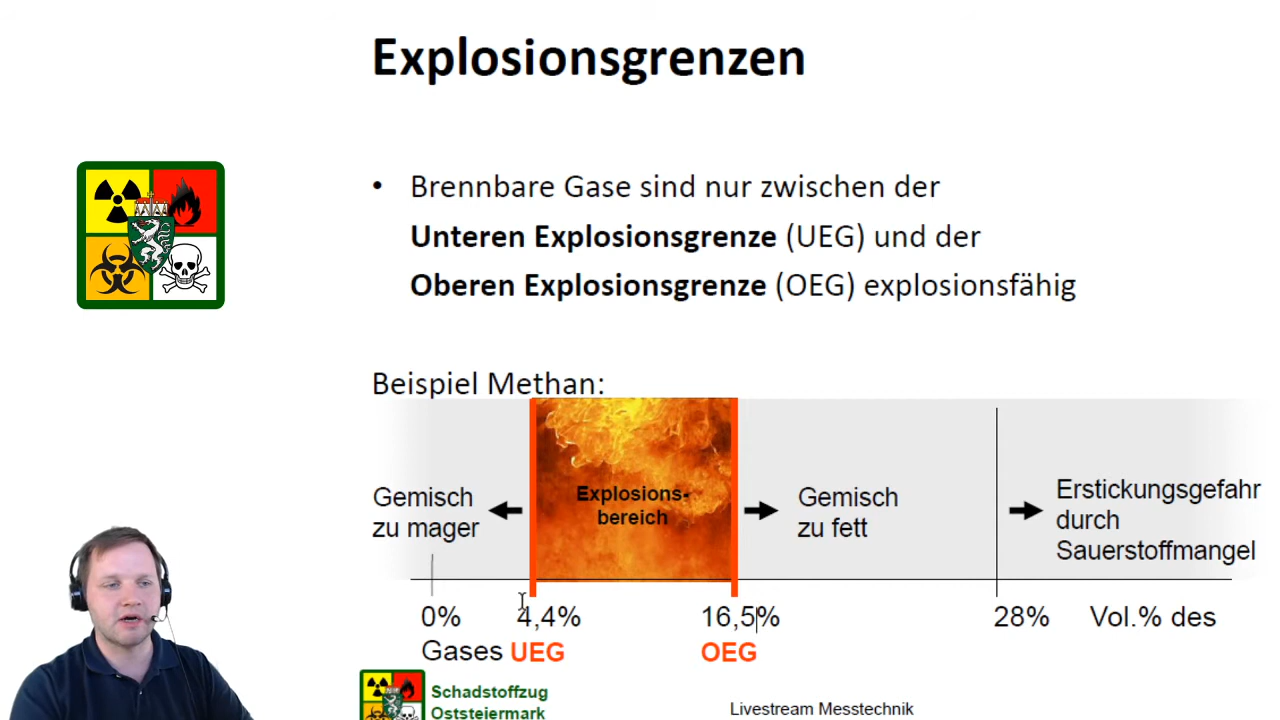 Explosionsgrenzen
• Brennbare Gase sind nur zwischen der
Unteren Explosionsgrenze (UEG) und der
Oberen Explosionsgrenze (OEG) explosionsfähig
Beispiel Methan:
Gemisch
zu mager
Explosions-
bereich
Gemisch
zu fett
Erstickungsgefahr
durch
Sauerstoffmangel
0% 4,4% 16,5% 28% Vol.% des
Gases UEG OEG
Schadstoffzug
Oststeiermark
Livestream Messtechnik